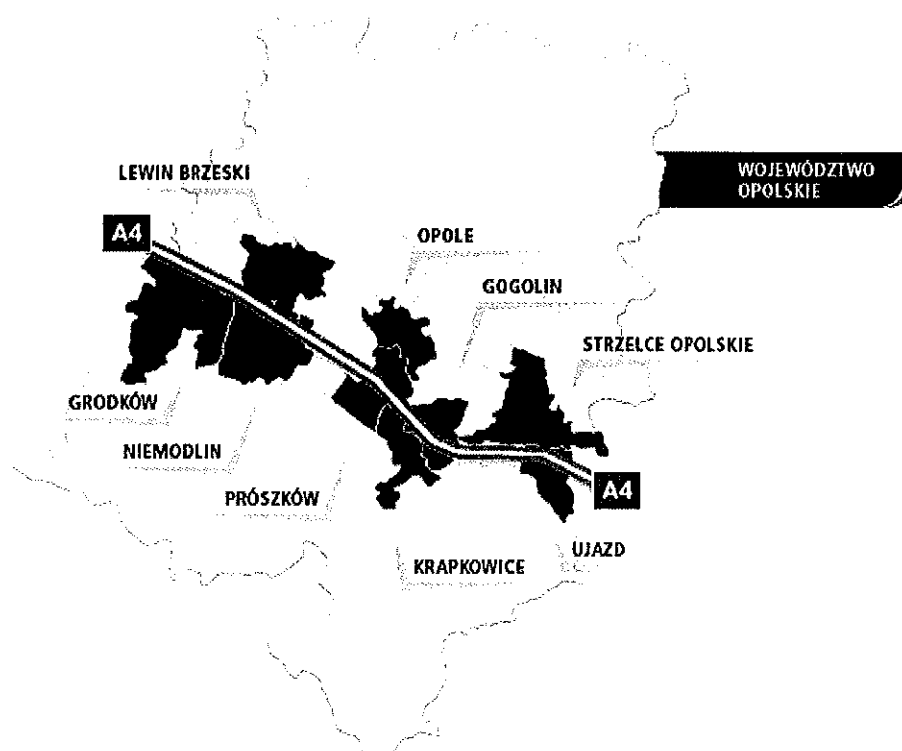 WOJEWÓDZTWO
OPOLSKIE
LEWIN BRZESKI
A4
OPOLE
GOGOLIN
STRZELCE OPOLSKIE
GRODKÓW
NIEMODLIN
PRÓSZKÓW
A4
KRAPKOWICE
UJAZD